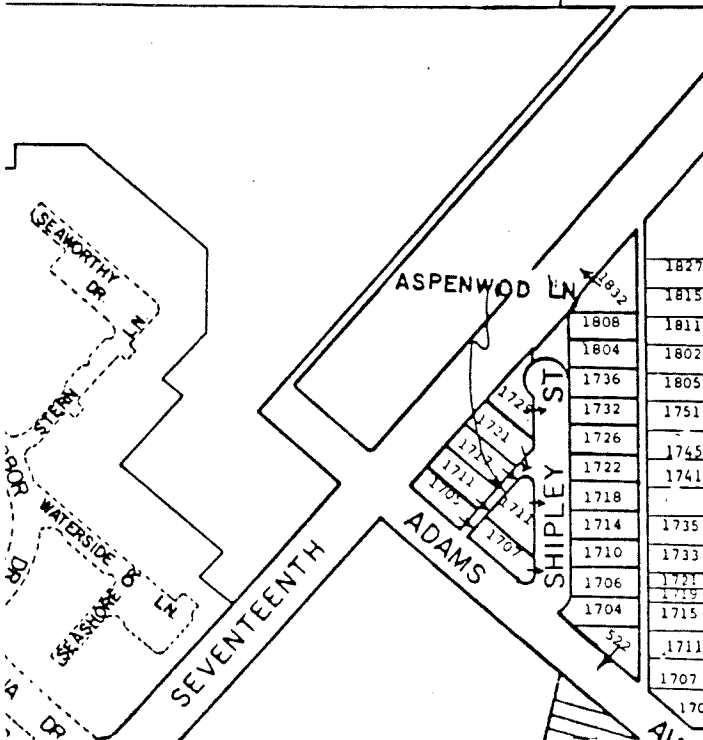 SEAWORTHY
DR
LN
STERN
DR
WATERSIDE
LN
SEASHORE
DR
SEVENTEENTH
ADAMS
ASPENWOD LN
SHIPLEY ST
1832
1808
1804
1736
1732
1726
1722
1718
1714
1710
1706
1704
522
1721
1711
1711
1707
1827
1815
1811
1802
1805
1751
1745
1741
1735
1733
1721
1719
1715
1711
1707